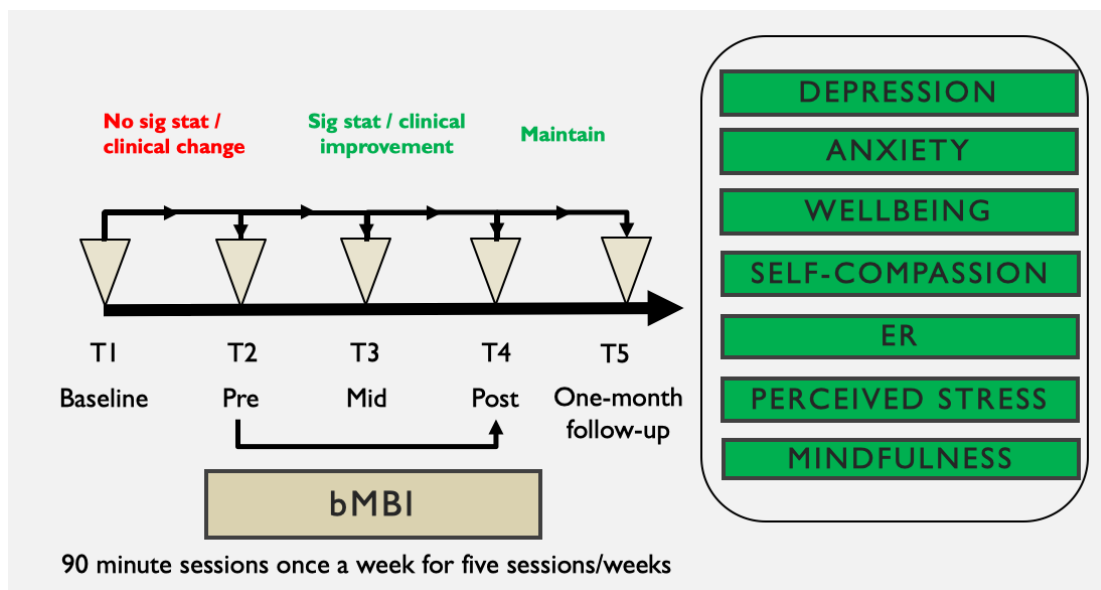 No sig stat /
clinical change
Sig stat / clinical
improvement
Maintain
T1
T2
T3
T4
T5
Baseline
Pre
Mid
Post
One-month
follow-up
bMBI
90 minute sessions once a week for five sessions/weeks
DEPRESSION
ANXIETY
WELLBEING
SELF-COMPASSION
ER
PERCEIVED STRESS
MINDFULNESS